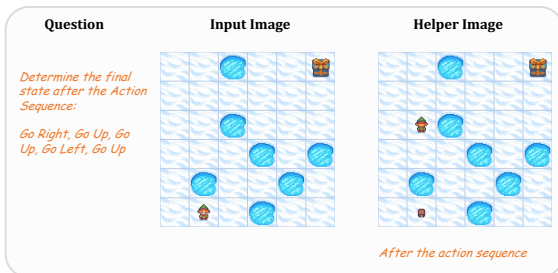 Question
Input Image
Helper Image
Determine the final
state after the Action
Sequence:
Go Right, Go Up, Go
Up, Go Left, Go Up
After the action sequence